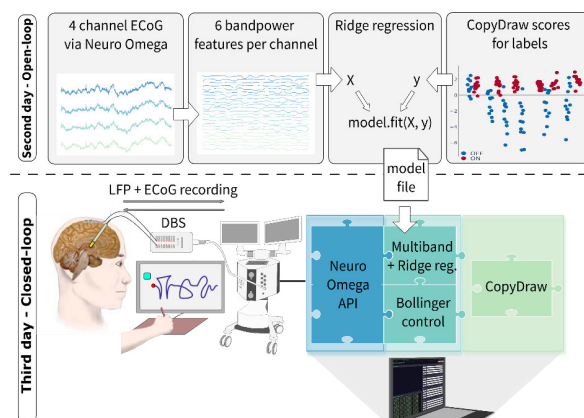 Second day - Open-loop
4 channel ECoG
via Neuro Omega
6 bandpower
features per channel
Ridge regression
X
y
model.fit(X, y)
CopyDraw scores
for labels
2
0
OFF
ON
model
file
Third day - Closed-loop
LFP + ECoG recording
DBS
Neuro
Omega
API
Multiband
+ Ridge reg.
Bollinger
control
CopyDraw